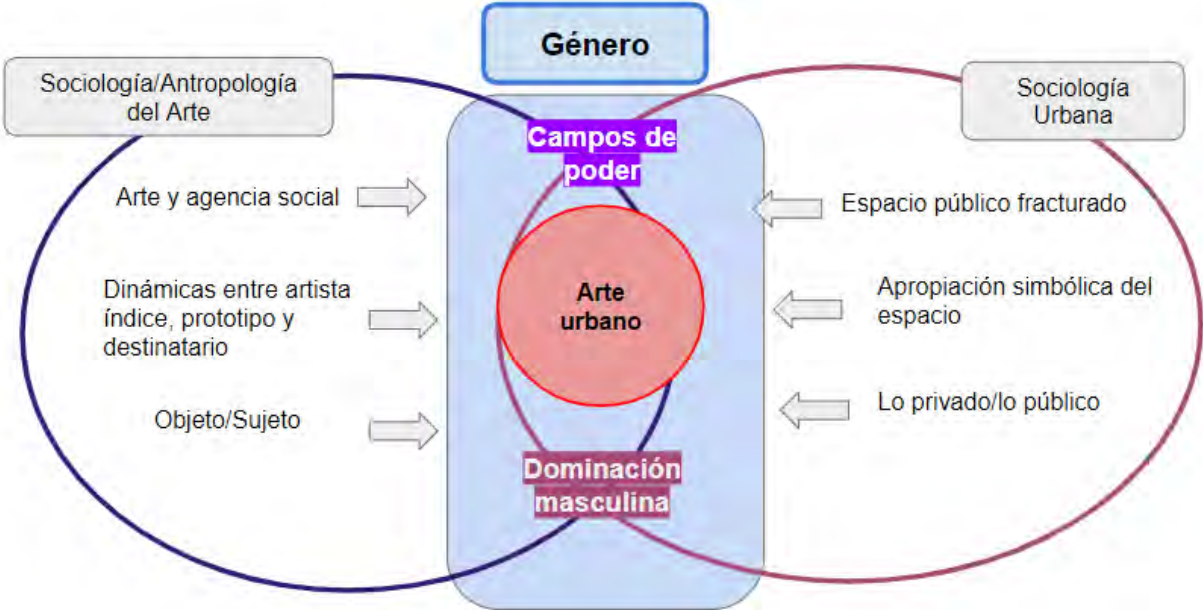 Género
Sociología/Antropología
del Arte
Sociología
Urbana
Campos de
poder
Arte y agencia social
Espacio público fracturado
Dinámicas entre artista
índice, prototipo y
destinatario
Arte
urbano
Apropiación simbólica del
espacio
Objeto/Sujeto
Lo privado/lo público
Dominación
masculina